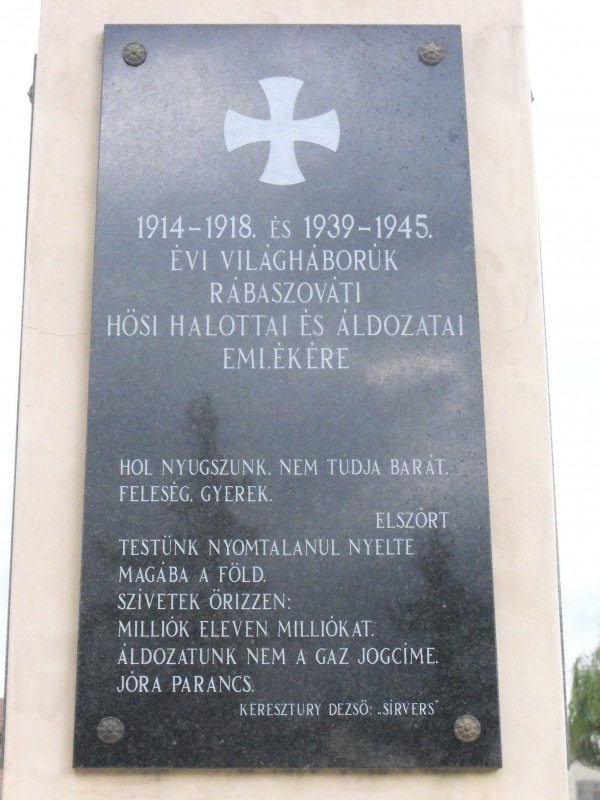 1914-1918. ÉS 1939-1945.
ÉVI VILÁGHÁBORÚK
RÁBASZOVÁTI
HŐSI HALOTTAI ÉS ÁLDOZATAI
EMLÉKÉRE
HOL NYUGSZUNK, NEM TUDJA BARÁT,
FELESÉG, GYEREK.
ELSZÓRT
TESTÜNK NYOMTALANUL NYELTE
MAGÁBA A FÖLD.
SZÍVETEK ŐRIZZEN:
MILLIÓK ELEVEN MILLIÓKAT.
ÁLDOZATUNK NEM A GAZ JOGCÍME.
JÓRA PARANCS.
KERESZTURY DEZSŐ: „SÍRVERS"